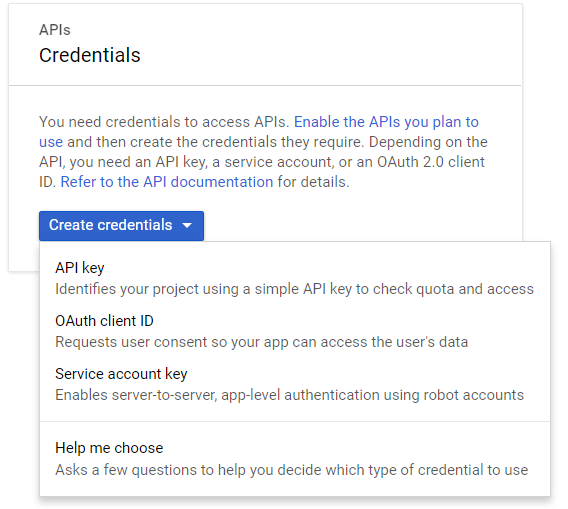 APIs
Credentials
You need credentials to access APIs. Enable the APIs you plan to
use and then create the credentials they require. Depending on the
API, you need an API key, a service account, or an OAuth 2.0 client
ID. Refer to the API documentation for details.
Create credentials
API key
Identifies your project using a simple API key to check quota and access
OAuth client ID
Requests user consent so your app can access the user's data
Service account key
Enables server-to-server, app-level authentication using robot accounts
Help me choose
Asks a few questions to help you decide which type of credential to use